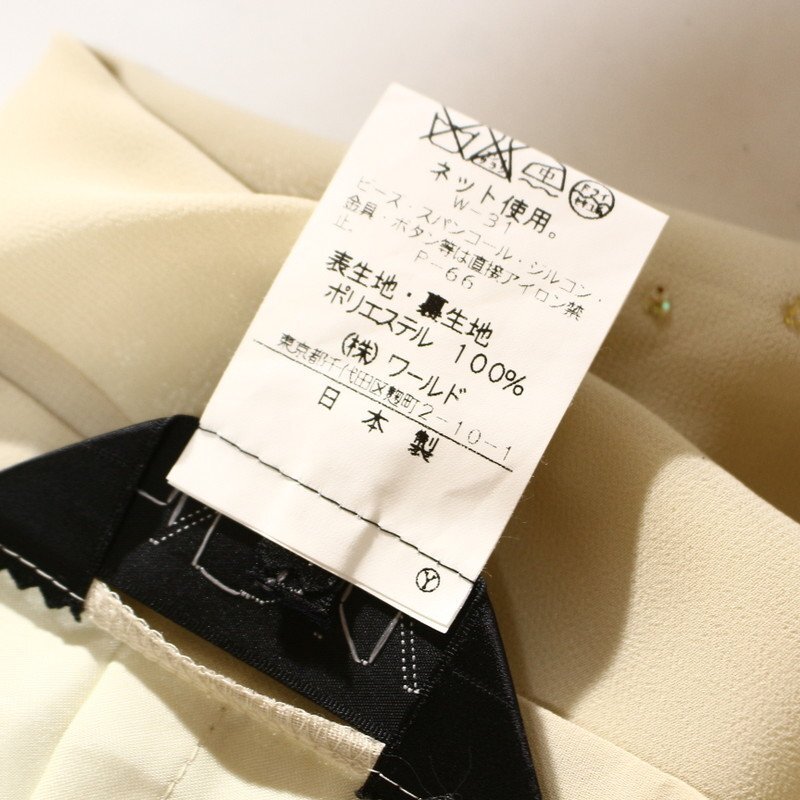 中
ネット使用。
W-31
ビーズ・スパンコール・シルコン・
金具・ボタン等は直接アイロン禁
止。
P-66
表生地・裏生地
ポリエステル 100%
(株) ワールド
東京都千代田区麹町2-10-1
日本製
Y